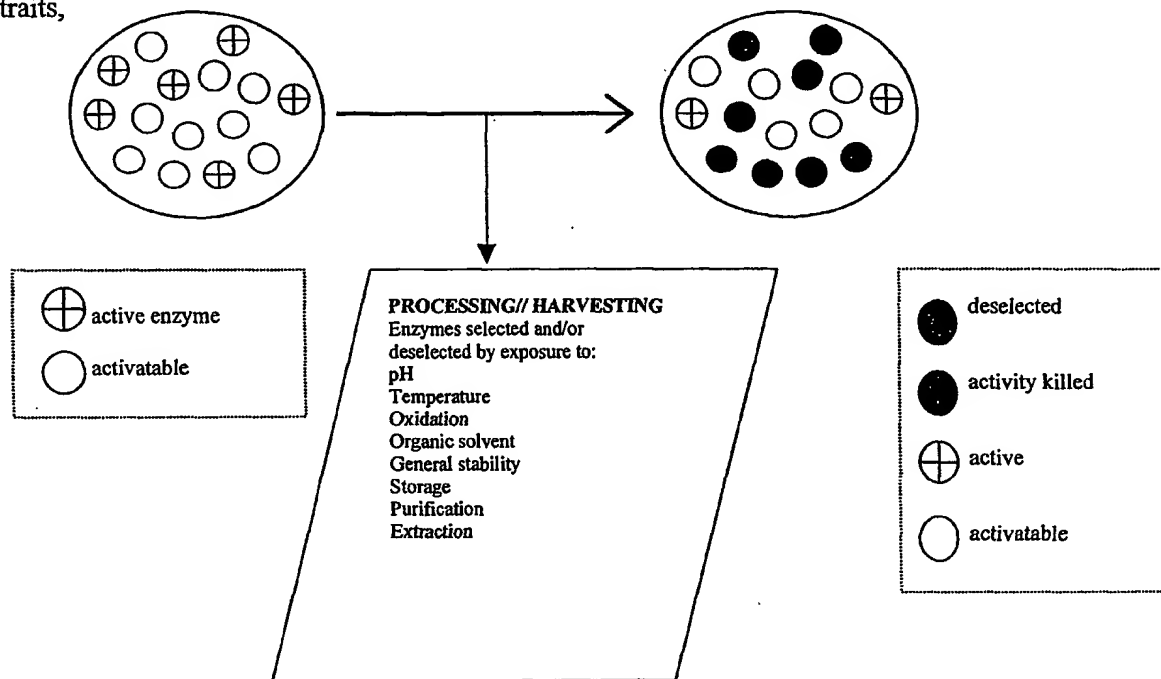 traits,
active enzyme
activatable
PROCESSING// HARVESTING
Enzymes selected and/or
deselected by exposure to:
pH
Temperature
Oxidation
Organic solvent
General stability
Storage
Purification
Extraction
deselected
activity killed
active
activatable